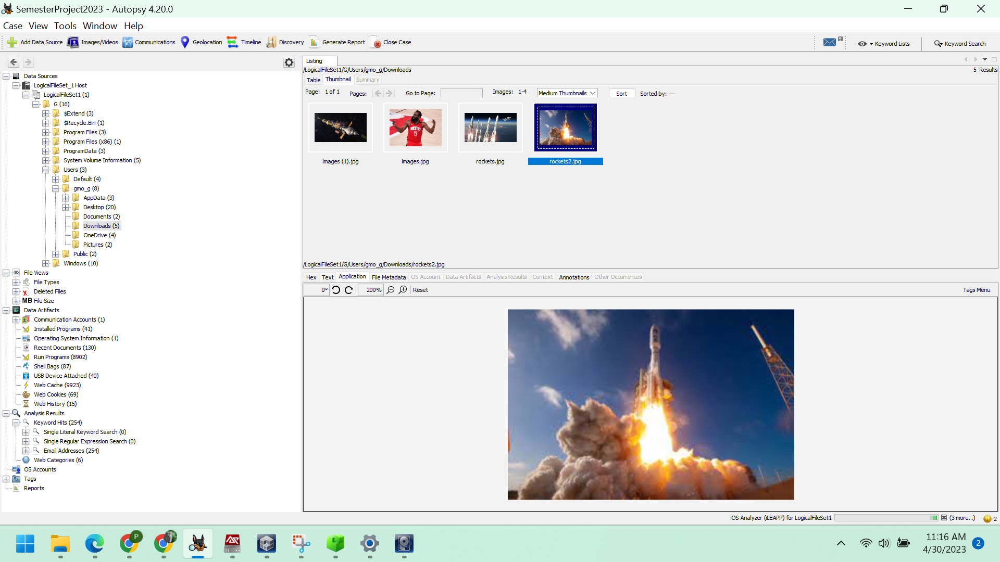 SemesterProject2023 - Autopsy 4.20.0
Case View Tools Window Help
Add Data Source Images/Videos Communications Geolocation Timeline Discovery Generate Report Close Case 9 Keyword Lists Keyword Search
Data Sources
LogicalFileSet_1 Host
LogicalFileSet1 (1)
G (16)
$Extend (3)
$Recycle.Bin (1)
Program Files (3)
Program Files (x86) (1)
ProgramData (3)
System Volume Information (5)
Users (3)
Default (4)
gmo_g (8)
AppData (3)
Desktop (20)
Documents (2)
Downloads (5)
OneDrive (4)
Pictures (2)
Public (2)
Windows (10)
File Views
File Types
Deleted Files
MB File Size
Data Artifacts
Communication Accounts (1)
Installed Programs (41)
Operating System Information (1)
Recent Documents (130)
Run Programs (8902)
Shell Bags (87)
USB Device Attached (40)
Web Cache (9923)
Web Cookies (69)
Web History (15)
Analysis Results
Keyword Hits (254)
Single Literal Keyword Search (0)
Single Regular Expression Search (0)
Email Addresses (254)
Web Categories (6)
OS Accounts
Tags
Reports
Listing
/LogicalFileSet1/G/Users/gmo_g/Downloads 5 Results
Table Thumbnail Summary
Page: 1 of 1 Pages: Go to Page: Images: 1-4 Medium Thumbnails Sort Sorted by: ---
ROCKETS
13
images (1).jpg images.jpg rockets.jpg rockets2.jpg
/LogicalFileSet1/G/Users/gmo_g/Downloads/rockets2.jpg
Hex Text Application File Metadata OS Account Data Artifacts Analysis Results Context Annotations Other Occurrences
0° 200% Reset Tags Menu
iOS Analyzer (iLEAPP) for LogicalFileSet1 (3 more...) 2
P
11:16 AM
4/30/2023
2